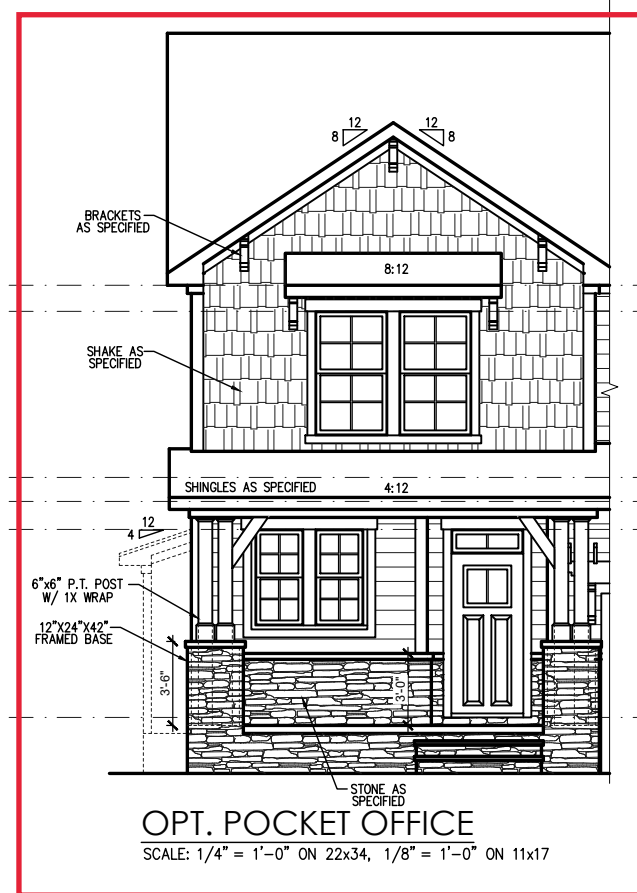 12 12
8 8
BRACKETS
AS SPECIFIED
8:12
SHAKE AS
SPECIFIED
SHINGLES AS SPECIFIED 4:12
12
4
6"x6" P.T. POST
W/ 1X WRAP
12"X24"X42"
FRAMED BASE
3'-6"
3'-0"
STONE AS
SPECIFIED
OPT. POCKET OFFICE
SCALE: 1/4" = 1'-0" ON 22x34, 1/8" = 1'-0" ON 11x17